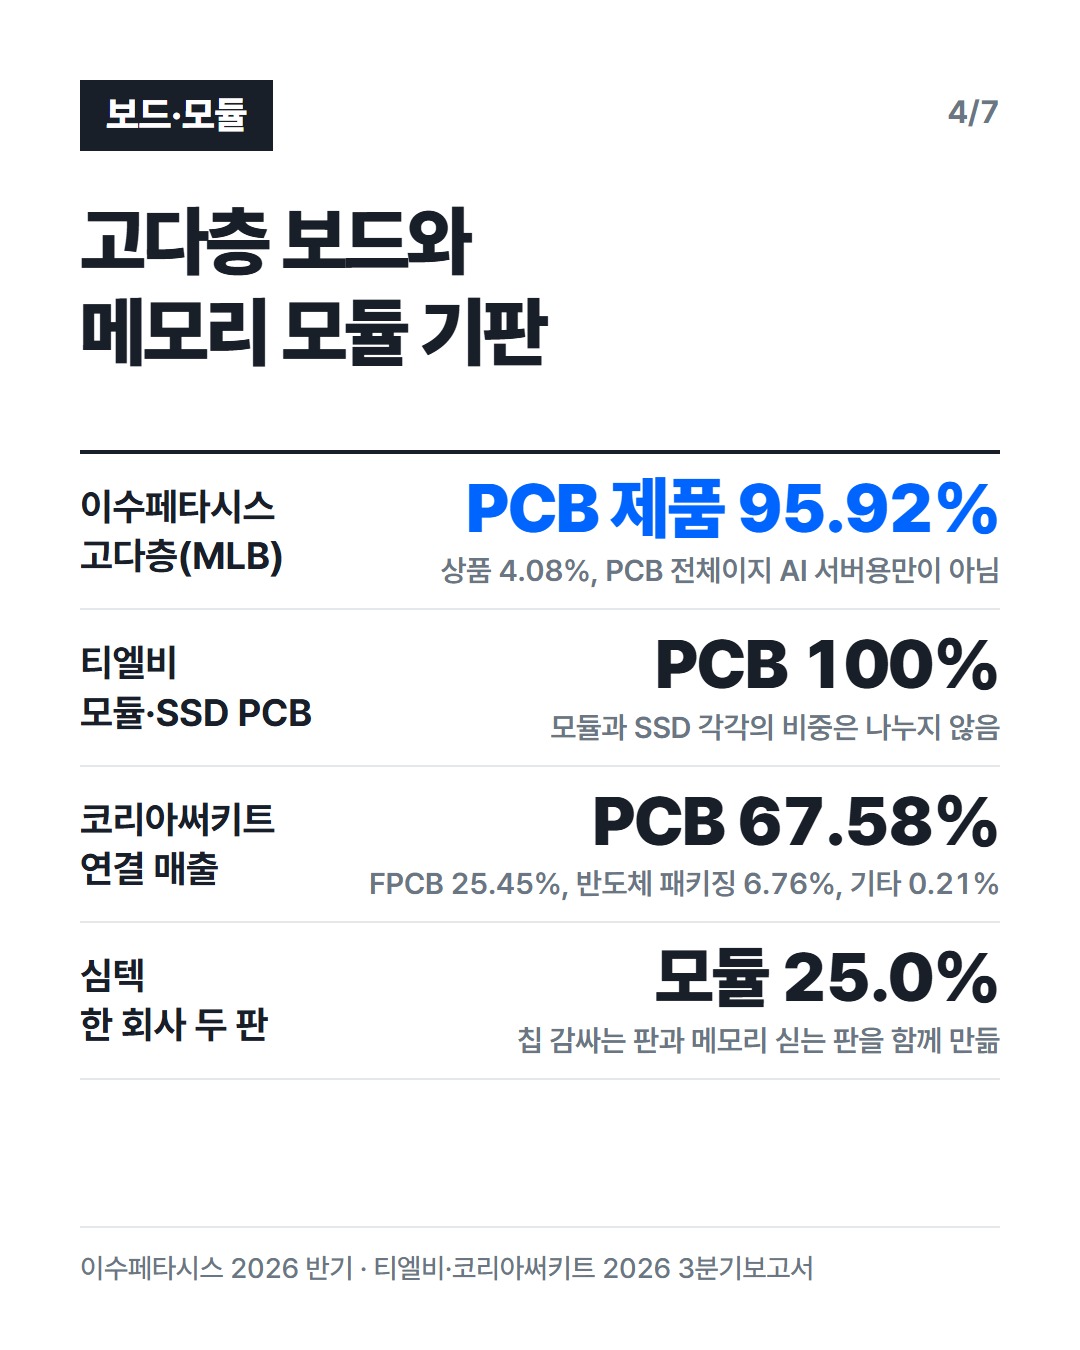 보드·모듈
4/7
고다층 보드와
메모리 모듈 기판
이수페타시스
고다층(MLB)
PCB 제품 95.92%
상품 4.08%, PCB 전체이지 AI 서버용만이 아님
티엘비
모듈·SSD PCB
PCB 100%
모듈과 SSD 각각의 비중은 나누지 않음
코리아써키트
연결 매출
PCB 67.58%
FPCB 25.45%, 반도체 패키징 6.76%, 기타 0.21%
심텍
한 회사 두 판
모듈 25.0%
칩 감싸는 판과 메모리 싣는 판을 함께 만듦
이수페타시스 2026 반기 · 티엘비·코리아써키트 2026 3분기보고서